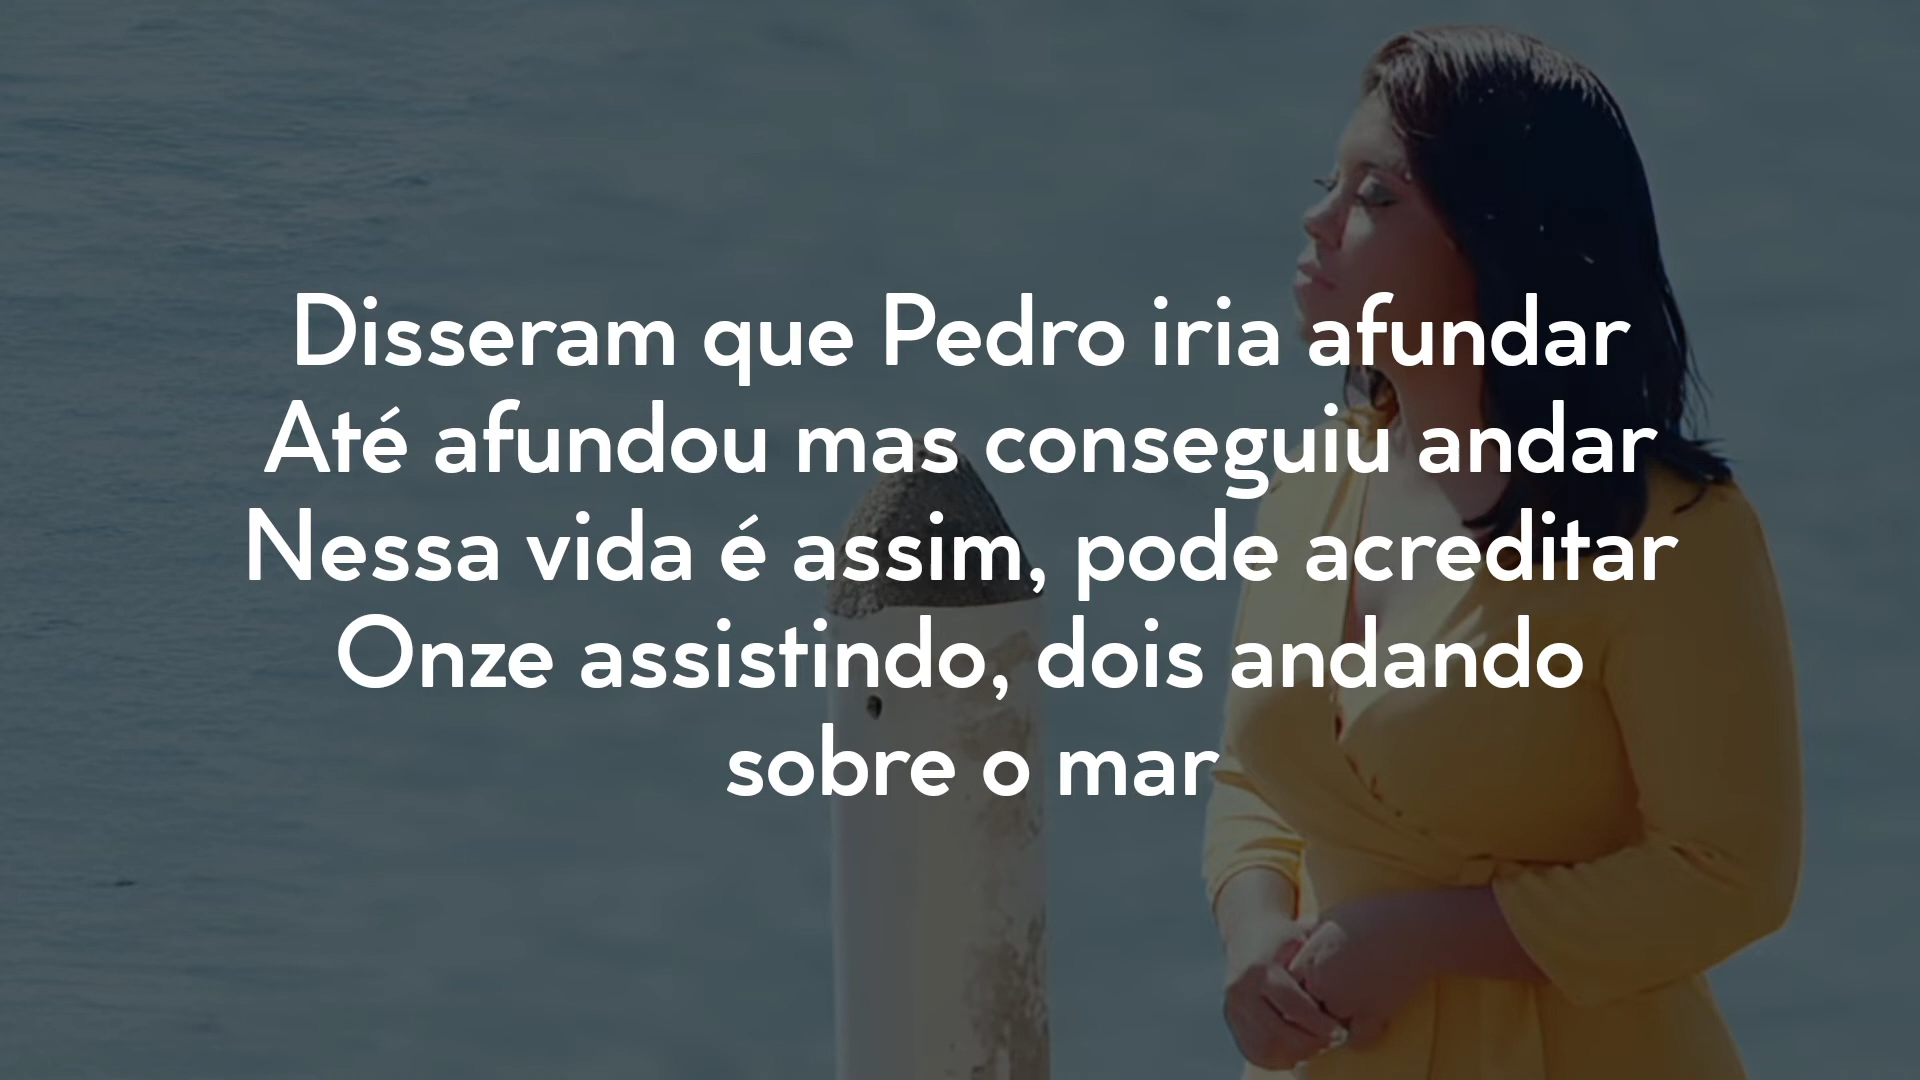 Disseram que Pedro iria afundar
Até afundou mas conseguiu andar
Nessa vida é assim, pode acreditar
Onze assistindo, dois andando
sobre o mar